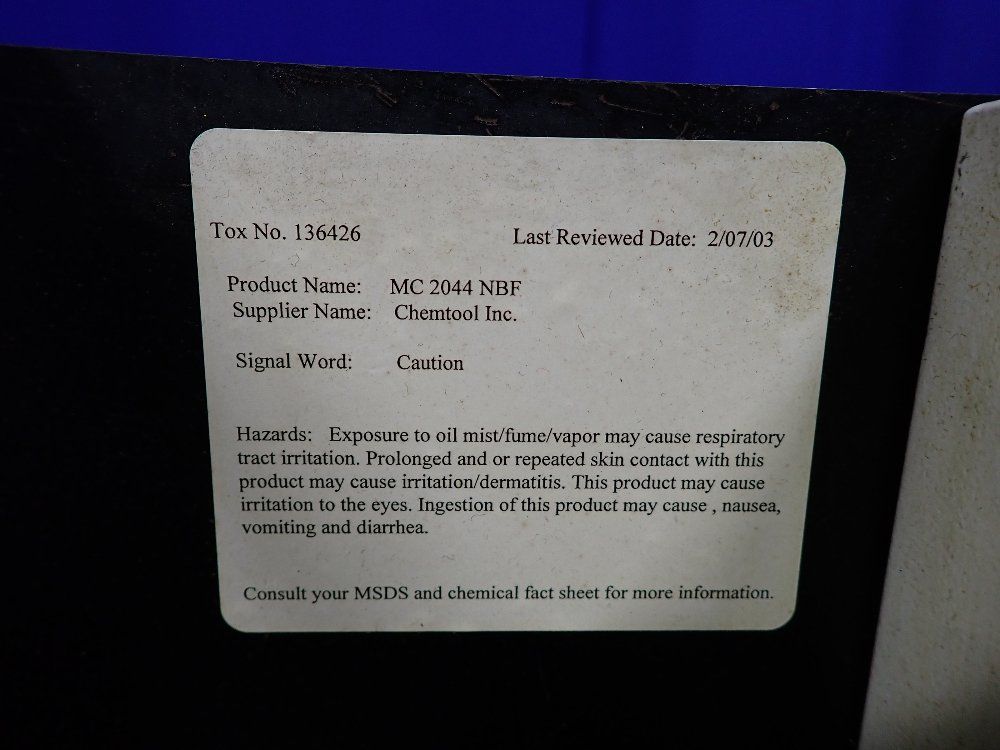 Tox No. 136426 Last Reviewed Date: 2/07/03
Product Name: MC 2044 NBF
Supplier Name: Chemtool Inc.
Signal Word: Caution
Hazards: Exposure to oil mist/fume/vapor may cause respiratory
tract irritation. Prolonged and or repeated skin contact with this
product may cause irritation/dermatitis. This product may cause
irritation to the eyes. Ingestion of this product may cause , nausea,
vomiting and diarrhea.
Consult your MSDS and chemical fact sheet for more information.